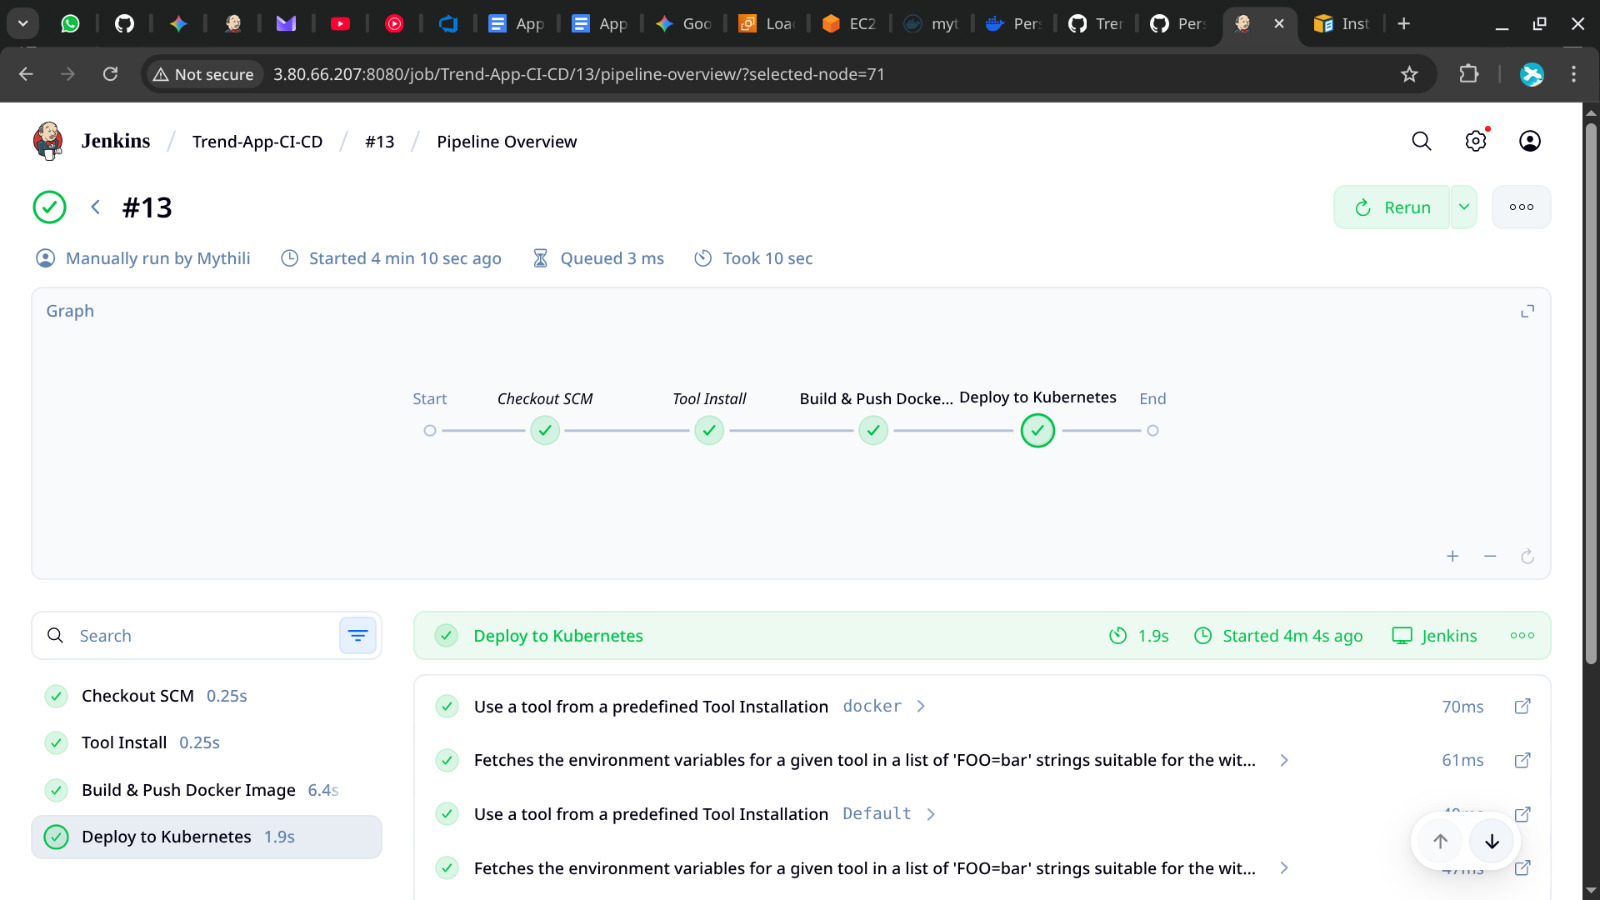 App
App
Goo
Loa
EC2
myt
Per
Trer
Per
Inst
Not secure
3.80.66.207:8080/job/Trend-App-CI-CD/13/pipeline-overview/?selected-node=71
Jenkins / Trend-App-CI-CD / #13 / Pipeline Overview
#13
Rerun
Manually run by Mythili
Started 4 min 10 sec ago
Queued 3 ms
Took 10 sec
Graph
Start
Checkout SCM
Tool Install
Build & Push Docke...
Deploy to Kubernetes
End
Search
Checkout SCM 0.25s
Tool Install 0.25s
Build & Push Docker Image 6.4s
Deploy to Kubernetes 1.9s
Deploy to Kubernetes
1.9s
Started 4m 4s ago
Jenkins
Use a tool from a predefined Tool Installation docker 70ms
Fetches the environment variables for a given tool in a list of 'FOO=bar' strings suitable for the wit... 61ms
Use a tool from a predefined Tool Installation Default
Fetches the environment variables for a given tool in a list of 'FOO=bar' strings suitable for the wit... 47ms